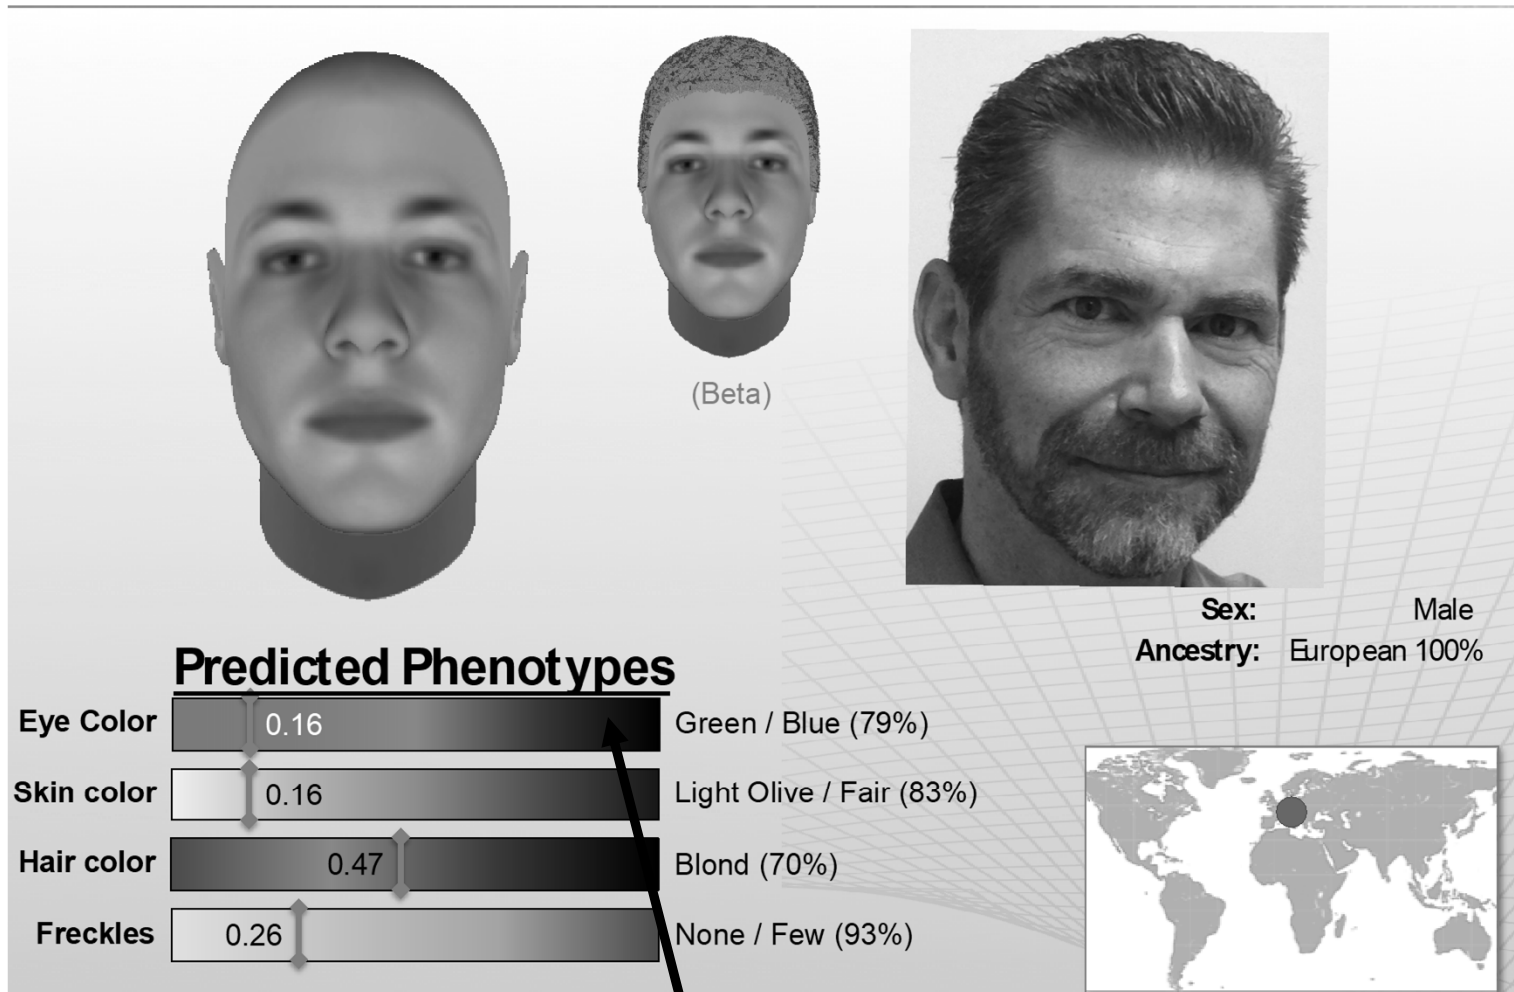 (Beta)
Sex: Male
Ancestry: European 100%
Predicted Phenotypes
Eye Color 0.16 Green / Blue (79%)
Skin color 0.16 Light Olive / Fair (83%)
Hair color 0.47 Blond (70%)
Freckles 0.26 None / Few (93%)